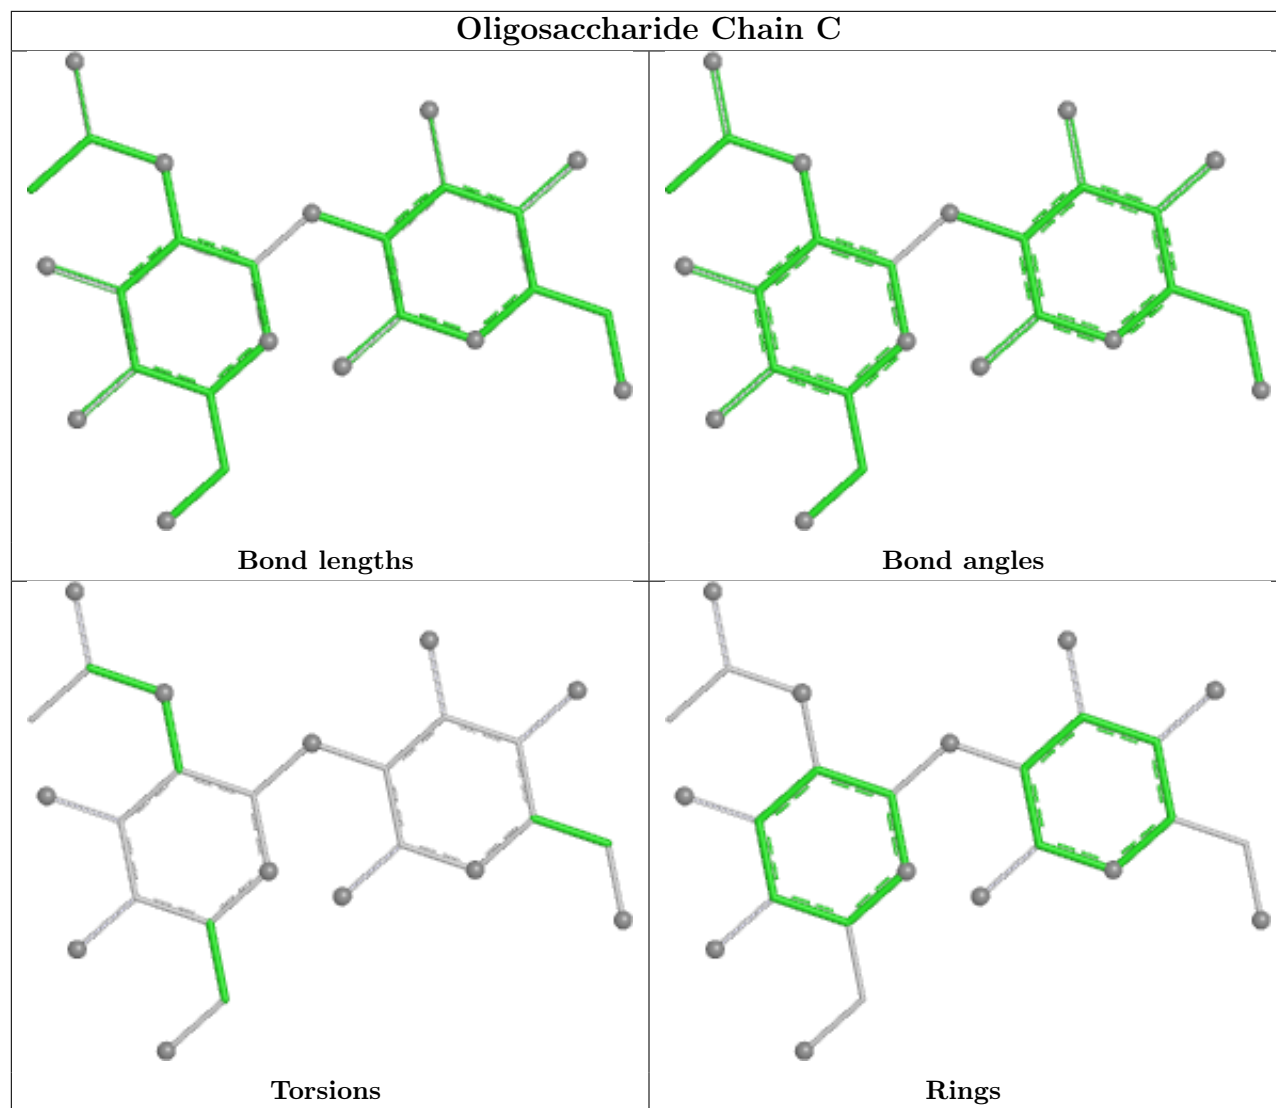 Oligosaccharide Chain C
Bond lengths
Bond angles
Torsions
Rings